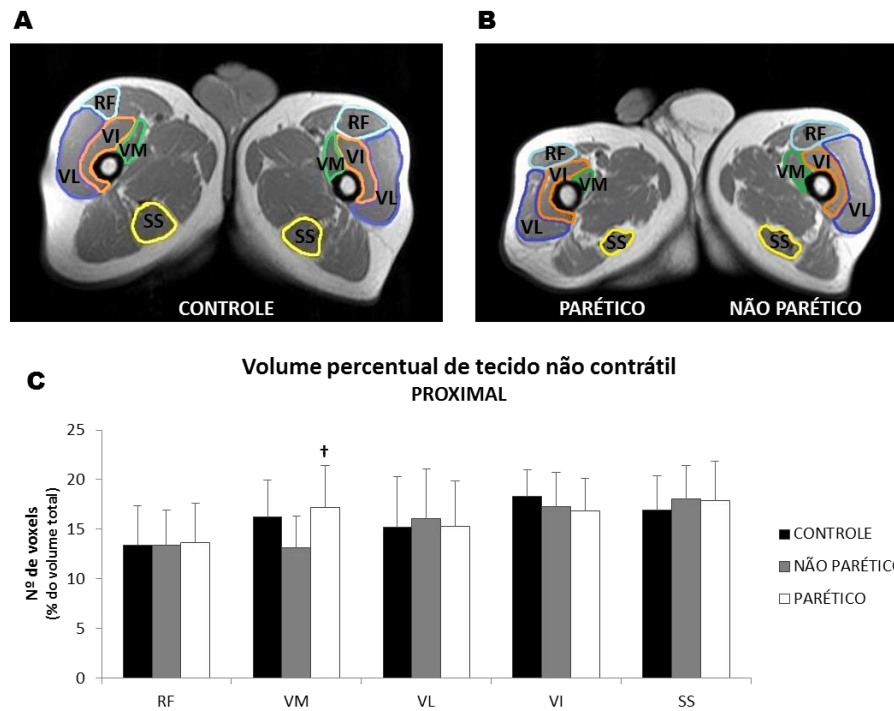 A
B
RF
VI
VM
VL
SS
RF
VM
VI
VL
SS
CONTROLE
RF
VI
VM
VL
SS
RF
VI
VM
VL
SS
PARÉTICO
NÃO PARÉTICO
C
Volume percentual de tecido não contrátil
PROXIMAL
Nº de voxels
(% do volume total)
25
20
15
10
5
0
†
RF
VM
VL
VI
SS
CONTROLE
NÃO PARÉTICO
PARÉTICO